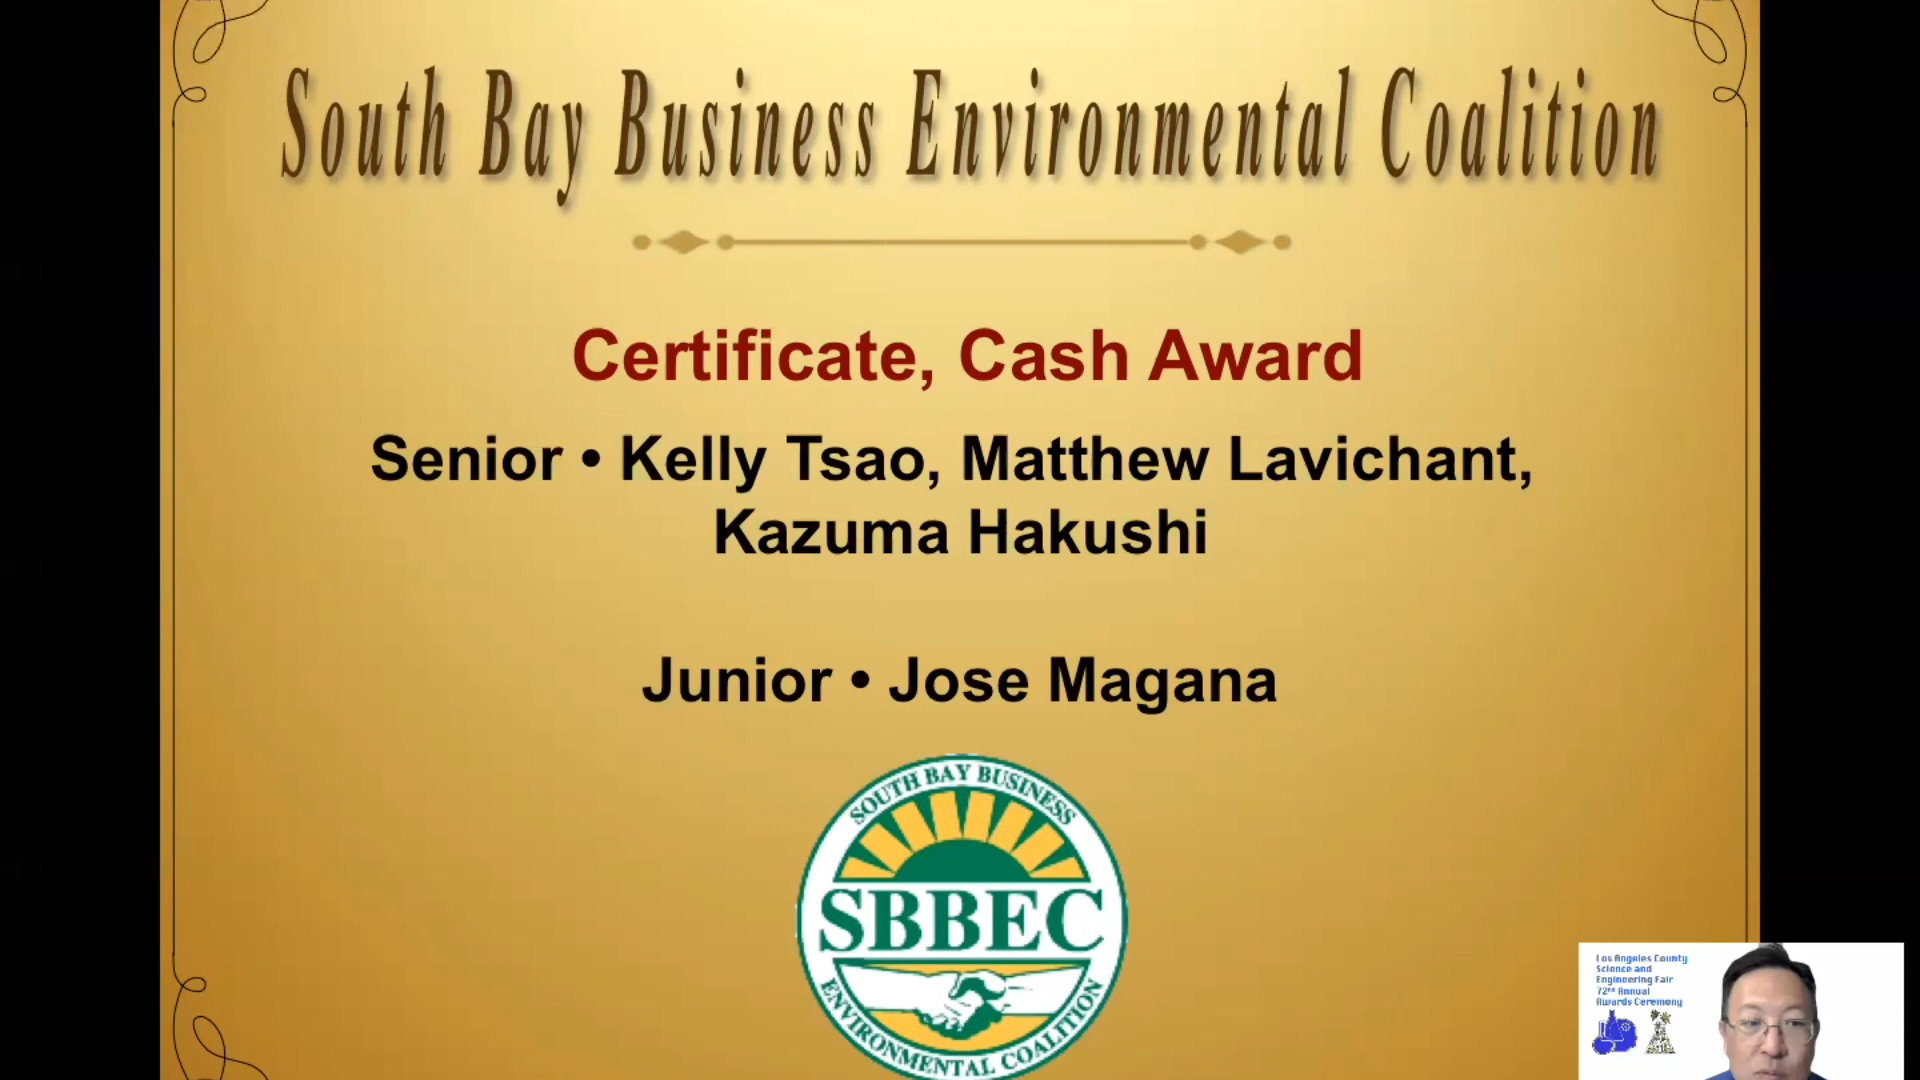 South Bay Business Environmental Coalition
Certificate, Cash Award
Senior • Kelly Tsao, Matthew Lavichant,
Kazuma Hakushi
Junior • Jose Magana
SOUTH BAY BUSINESS
SBBEC
ENVIRONMENTAL COALITION
Los Angeles County
Science and
Engineering Fair
72nd Annual
Awards Ceremony